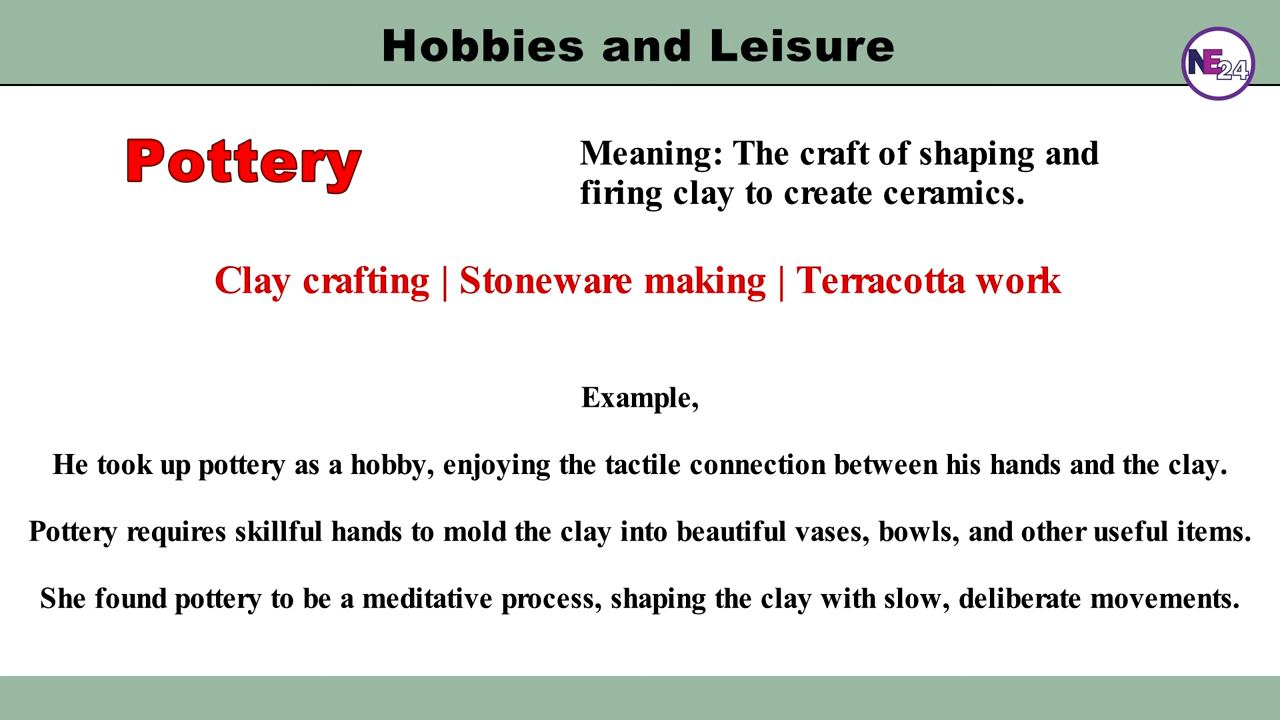 Hobbies and Leisure
NE24
Pottery
Meaning: The craft of shaping and
firing clay to create ceramics.
Clay crafting | Stoneware making | Terracotta work
Example,
He took up pottery as a hobby, enjoying the tactile connection between his hands and the clay.
Pottery requires skillful hands to mold the clay into beautiful vases, bowls, and other useful items.
She found pottery to be a meditative process, shaping the clay with slow, deliberate movements.